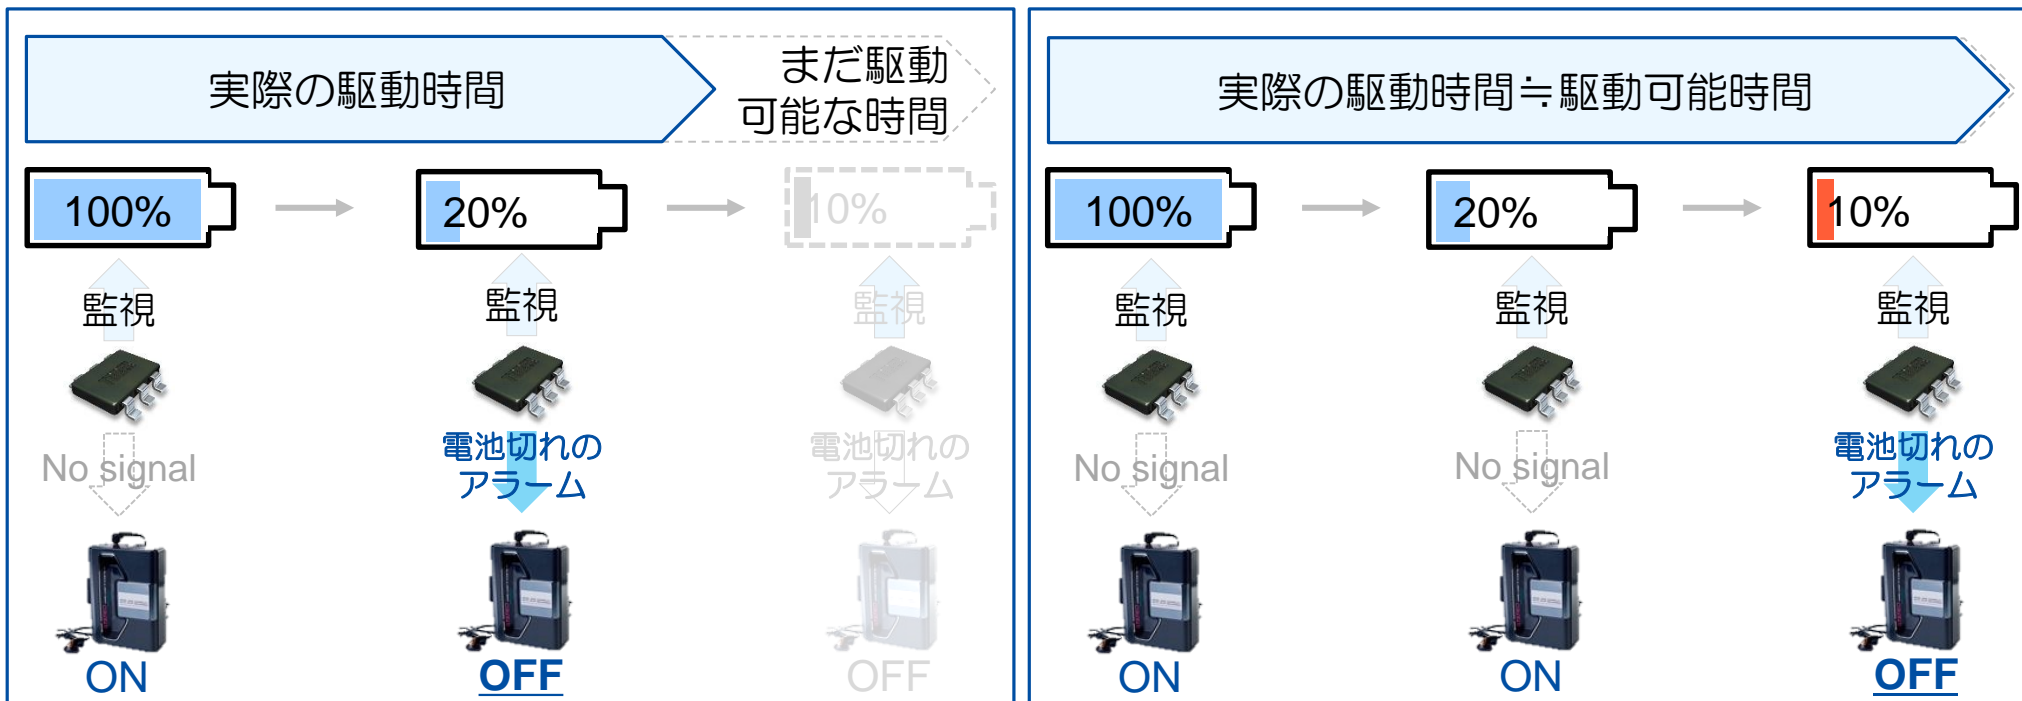 実際の駆動時間
まだ駆動
可能な時間
100%
20%
10%
監視
監視
監視
No signal
電池切れの
アラーム
電池切れの
アラーム
ON
OFF
OFF
実際の駆動時間≒駆動可能時間
100%
20%
10%
監視
監視
監視
No signal
No signal
電池切れの
アラーム
ON
ON
OFF